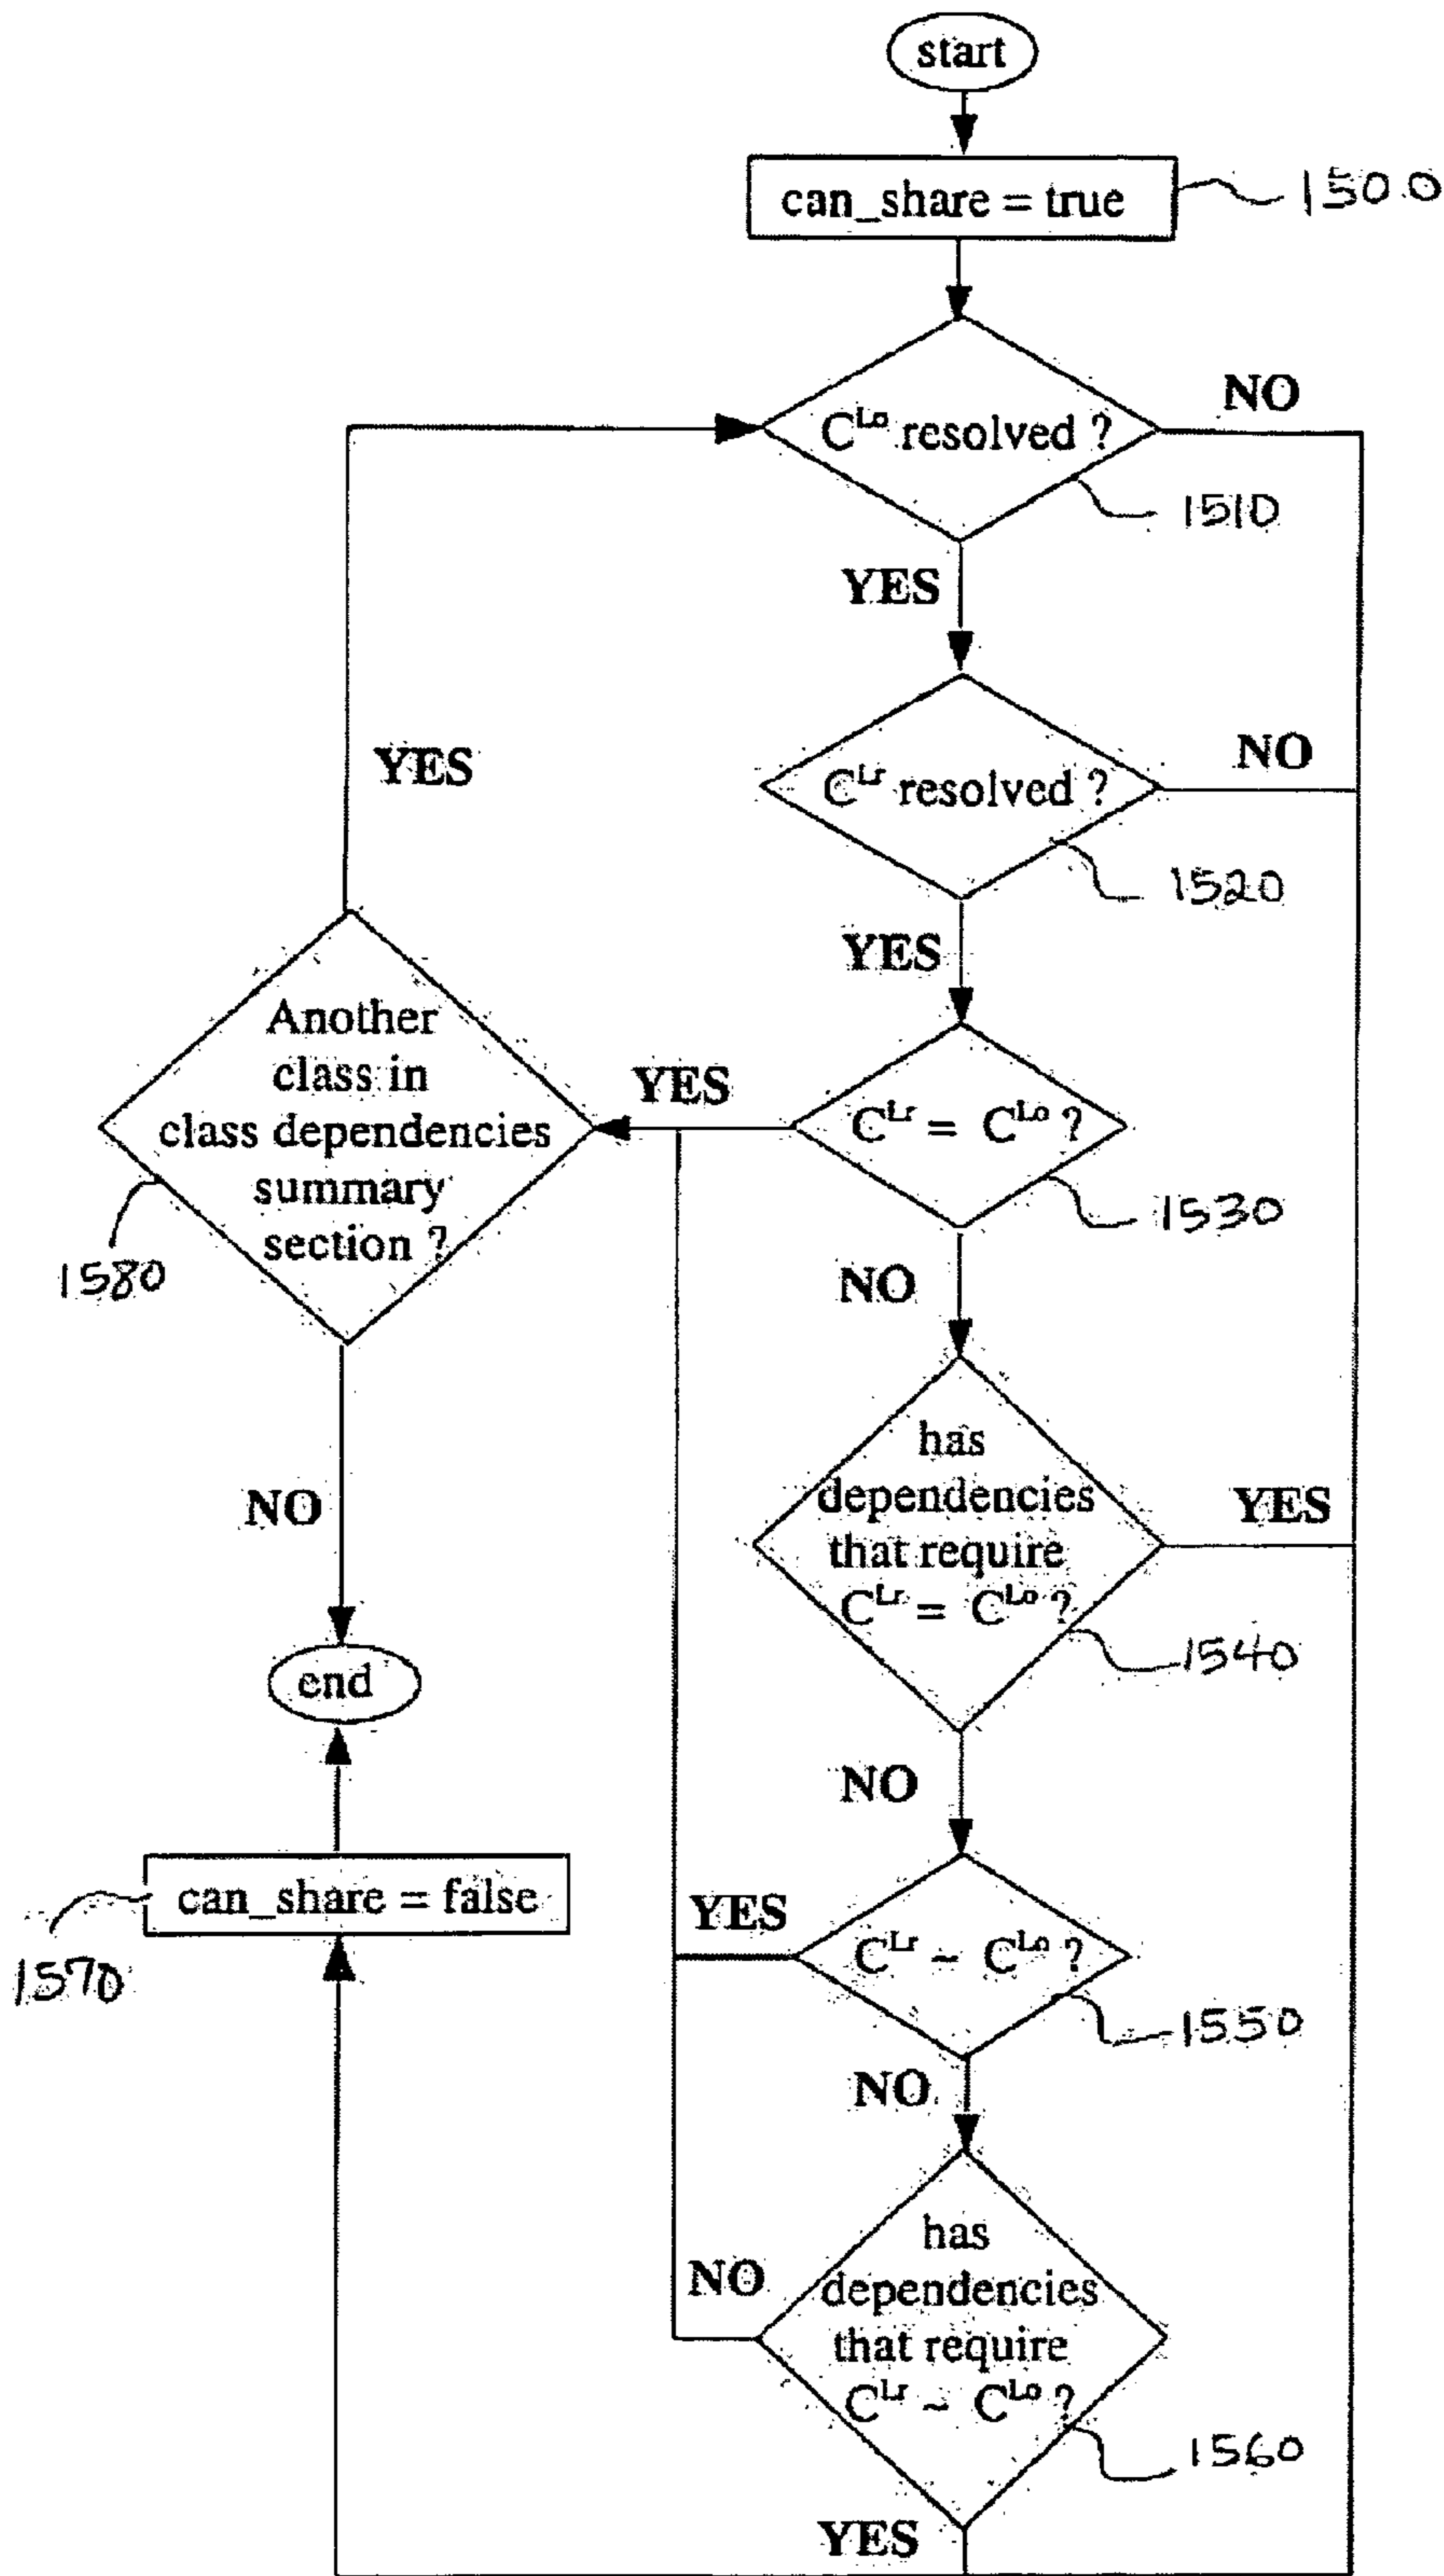 start
can_share = true
150.0
C^Lo resolved ?
NO
1510
YES
C^Lr resolved ?
NO
1520
YES
YES
Another
class in
class dependencies
summary
section ?
1580
YES
C^Lr = C^Lo ?
1530
NO
has
dependencies
that require
C^Lr = C^Lo ?
YES
1540
NO
NO
end
can_share = false
1570
YES
C^Lr ~ C^Lo ?
1550
NO
has
dependencies
that require
C^Lr ~ C^Lo ?
NO
1560
YES